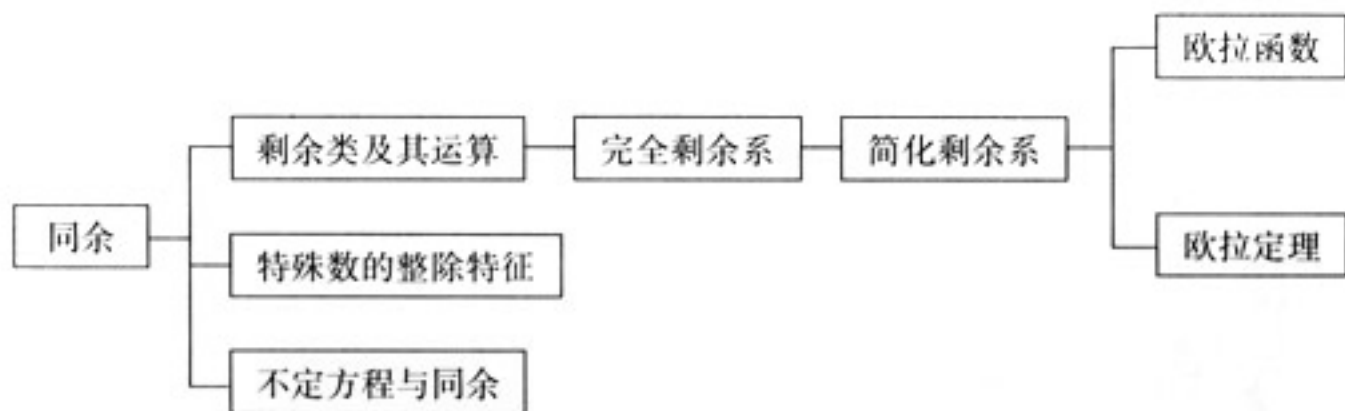 欧拉函数
剩余类及其运算
完全剩余系
简化剩余系
同余
特殊数的整除特征
欧拉定理
不定方程与同余